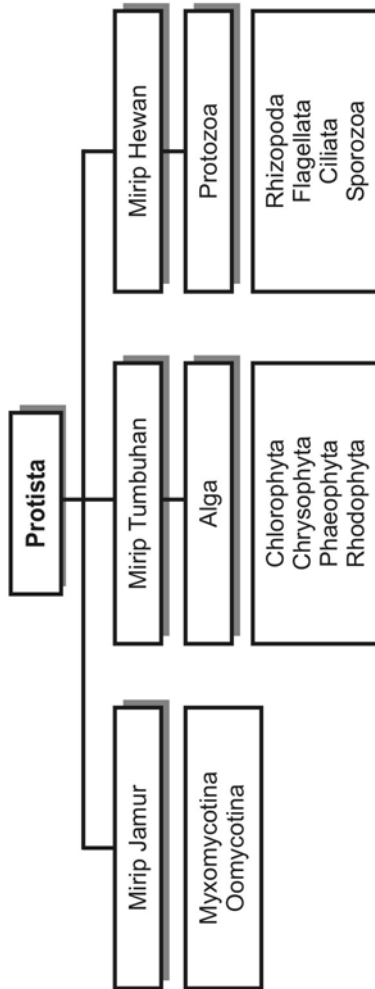 Protista
Mirip Jamur
Mirip Tumbuhan
Mirip Hewan
Alga
Protozoa
Myxomycotina
Oomycotina
Chlorophyta
Chrysophyta
Phaeophyta
Rhodophyta
Rhizopoda
Flagellata
Ciliata
Sporozoa